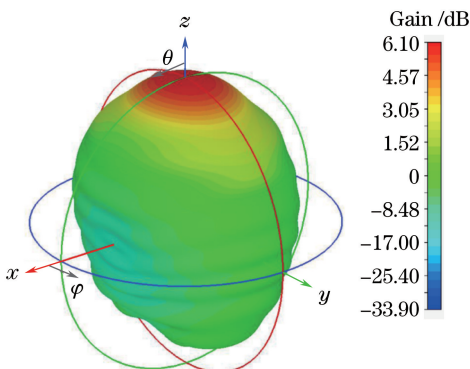 Gain /dB
6.10
4.57
3.05
1.52
0
−8.48
−17.00
−25.40
−33.90
z
θ
x
φ
y